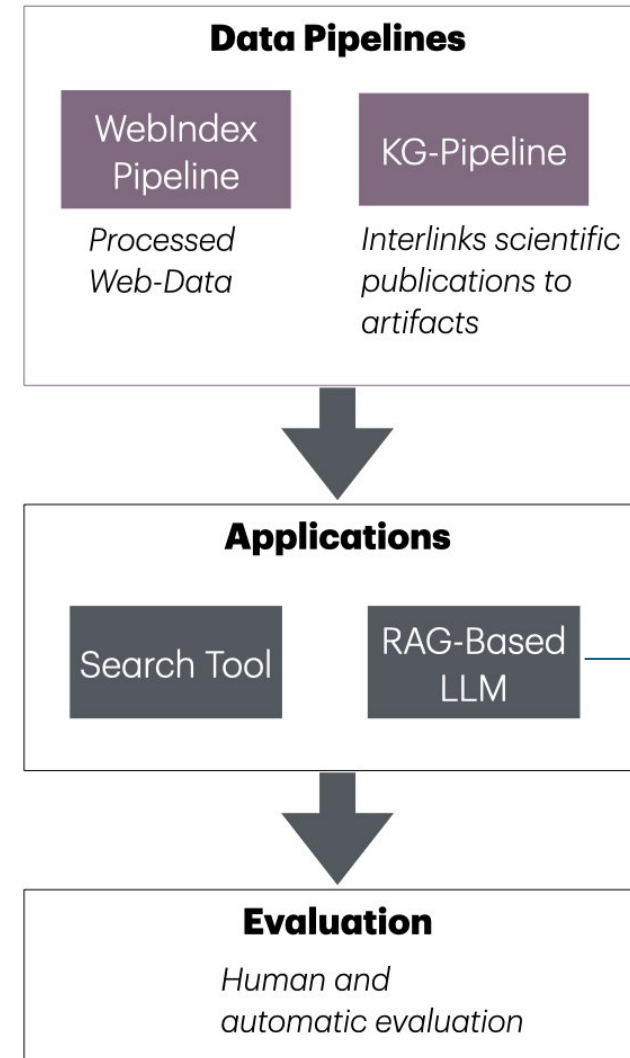 Data Pipelines
WebIndex
Pipeline
KG-Pipeline
Processed
Web-Data
Interlinks scientific
publications to
artifacts
Applications
Search Tool
RAG-Based
LLM
Evaluation
Human and
automatic evaluation